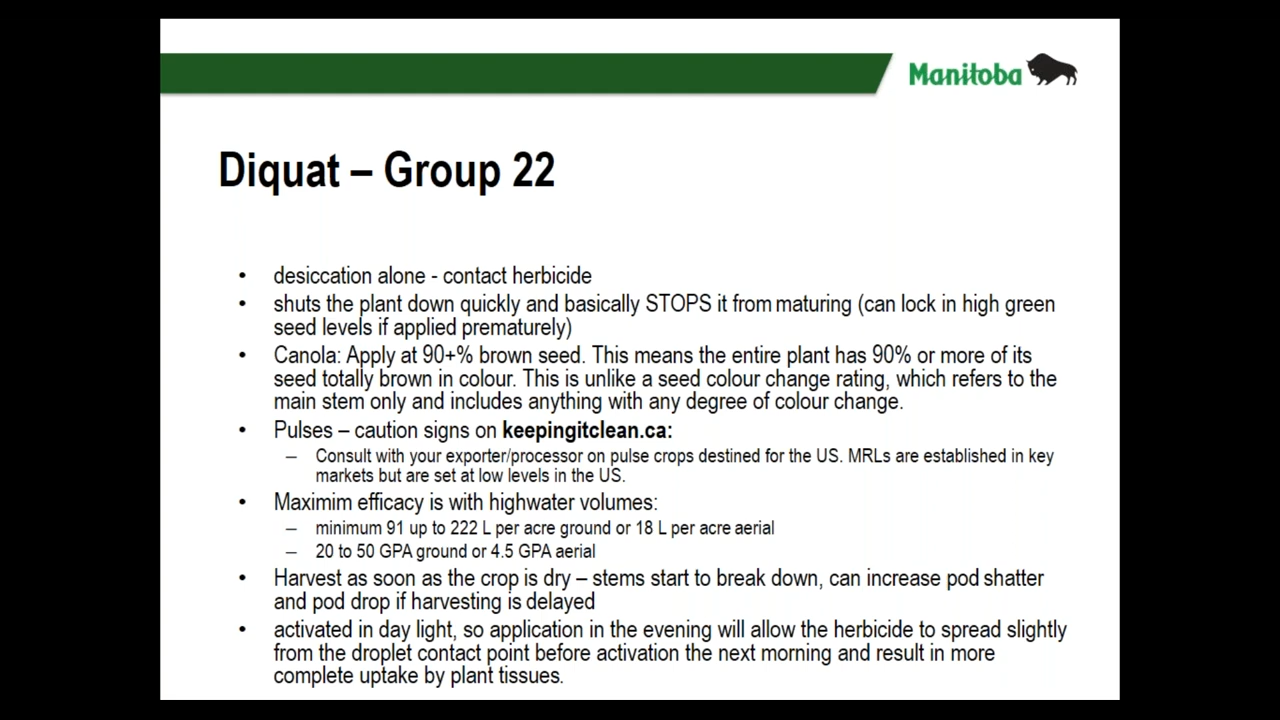 Manitoba
Diquat – Group 22
• desiccation alone - contact herbicide
• shuts the plant down quickly and basically STOPS it from maturing (can lock in high green
seed levels if applied prematurely)
• Canola: Apply at 90+% brown seed. This means the entire plant has 90% or more of its
seed totally brown in colour. This is unlike a seed colour change rating, which refers to the
main stem only and includes anything with any degree of colour change.
• Pulses – caution signs on keepingitclean.ca:
– Consult with your exporter/processor on pulse crops destined for the US. MRLs are established in key
markets but are set at low levels in the US.
• Maximim efficacy is with highwater volumes:
– minimum 91 up to 222 L per acre ground or 18 L per acre aerial
– 20 to 50 GPA ground or 4.5 GPA aerial
• Harvest as soon as the crop is dry – stems start to break down, can increase pod shatter
and pod drop if harvesting is delayed
• activated in day light, so application in the evening will allow the herbicide to spread slightly
from the droplet contact point before activation the next morning and result in more
complete uptake by plant tissues.